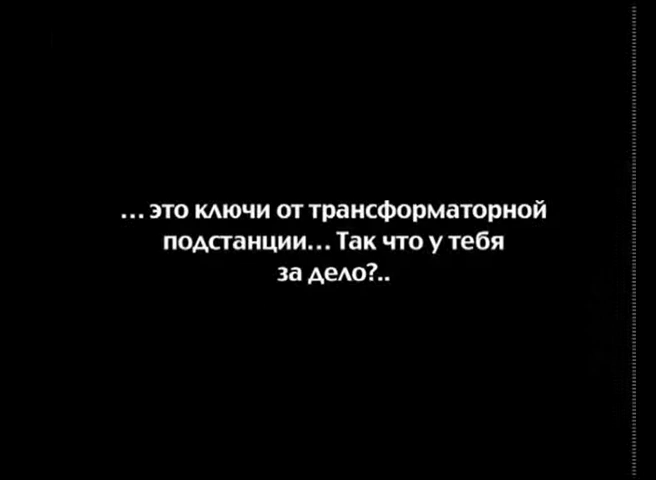 ... это ключи от трансформаторной
подстанции... Так что у тебя
за дело?..